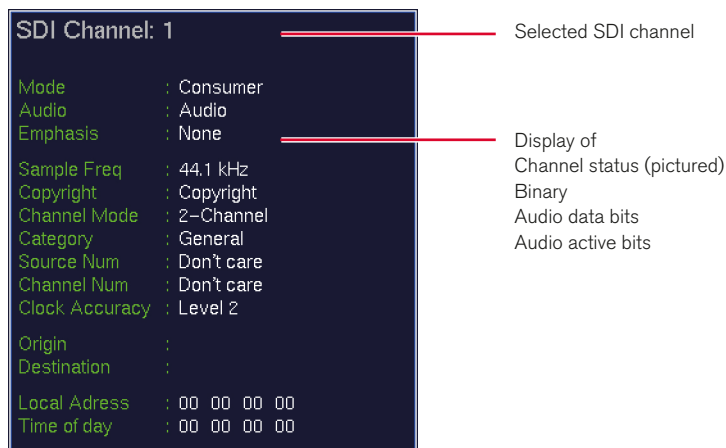 SDI Channel: 1
Mode : Consumer
Audio : Audio
Emphasis : None
Sample Freq : 44.1 kHz
Copyright : Copyright
Channel Mode : 2-Channel
Category : General
Source Num : Don't care
Channel Num : Don't care
Clock Accuracy : Level 2
Origin :
Destination :
Local Adress : 00 00 00 00
Time of day : 00 00 00 00
Selected SDI channel
Display of
Channel status (pictured)
Binary
Audio data bits
Audio active bits